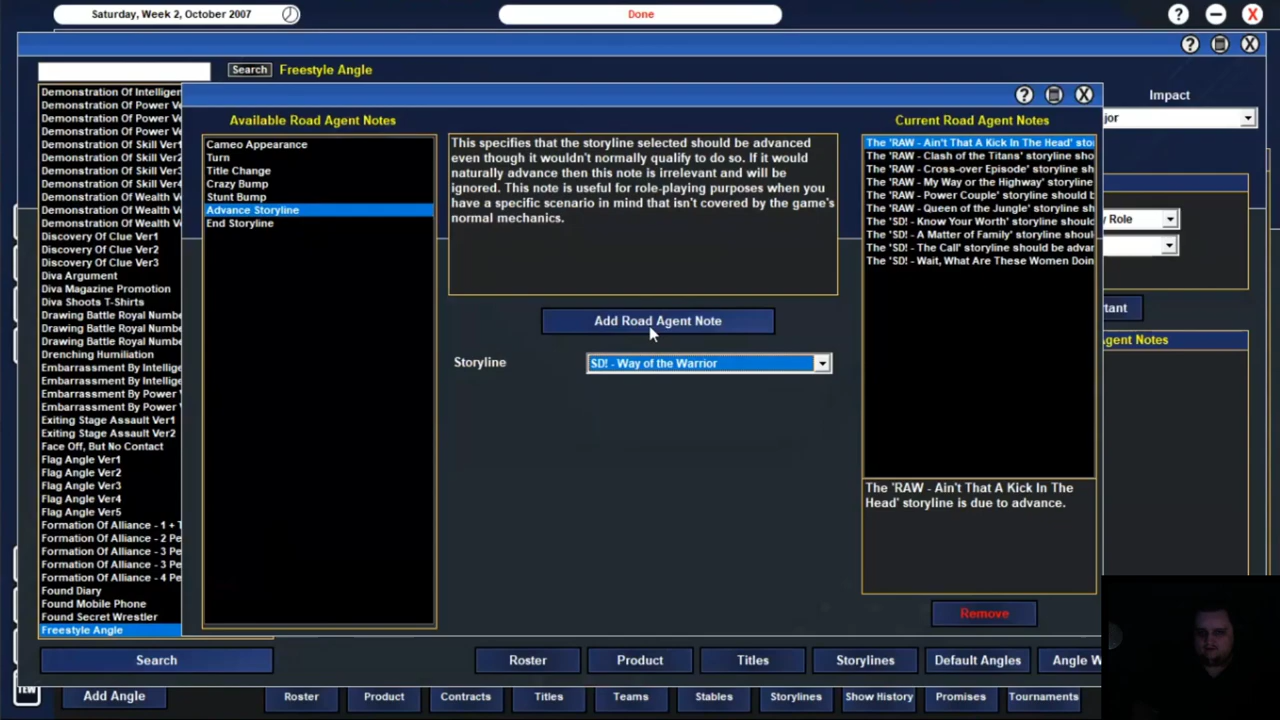 Saturday, Week 2, October 2007
Done
?
X
?
X
Search
Freestyle Angle
Impact
?
X
Demonstration Of Intelligen
Demonstration Of Power Ve
Demonstration Of Power Ve
Demonstration Of Power Ve
Demonstration Of Skill Ver1
Demonstration Of Skill Ver2
Demonstration Of Skill Ver3
Demonstration Of Skill Ver4
Demonstration Of Wealth V
Demonstration Of Wealth V
Demonstration Of Wealth V
Discovery Of Clue Ver1
Discovery Of Clue Ver2
Discovery Of Clue Ver3
Diva Argument
Diva Magazine Promotion
Diva Shoots T-Shirts
Drawing Battle Royal Numbe
Drawing Battle Royal Numbe
Drawing Battle Royal Numbe
Drenching Humiliation
Embarrassment By Intellige
Embarrassment By Intellige
Embarrassment By Power V
Embarrassment By Power V
Exiting Stage Assault Ver1
Exiting Stage Assault Ver2
Face Off, But No Contact
Flag Angle Ver1
Flag Angle Ver2
Flag Angle Ver3
Flag Angle Ver4
Flag Angle Ver5
Formation Of Alliance - 1 + T
Formation Of Alliance - 2 Pe
Formation Of Alliance - 3 Pe
Formation Of Alliance - 3 Pe
Formation Of Alliance - 4 Pe
Found Diary
Found Mobile Phone
Found Secret Wrestler
Freestyle Angle
Available Road Agent Notes
Cameo Appearance
Turn
Title Change
Crazy Bump
Stunt Bump
Advance Storyline
End Storyline
This specifies that the storyline selected should be advanced
even though it wouldn't normally qualify to do so. If it would
naturally advance then this note is irrelevant and will be
ignored. This note is useful for role-playing purposes when you
have a specific scenario in mind that isn't covered by the game's
normal mechanics.
Add Road Agent Note
Storyline
SD! - Way of the Warrior
Current Road Agent Notes
The 'RAW - Ain't That A Kick In The Head' sto
The 'RAW - Clash of the Titans' storyline sho
The 'RAW - Cross-over Episode' storyline sh
The 'RAW - My Way or the Highway' storyline
The 'RAW - Power Couple' storyline should b
The 'RAW - Queen of the Jungle' storyline sh
The 'SD! - Know Your Worth' storyline should
The 'SD! - A Matter of Family' storyline shoul
The 'SD! - The Call' storyline should be advar
The 'SD! - Wait, What Are These Women Doin
The 'RAW - Ain't That A Kick In The
Head' storyline is due to advance.
Remove
jor
y Role
tant
gent Notes
Search
Roster
Product
Titles
Storylines
Default Angles
Angle W
TEW
Add Angle
Roster
Product
Contracts
Titles
Teams
Stables
Storylines
Show History
Promises
Tournaments